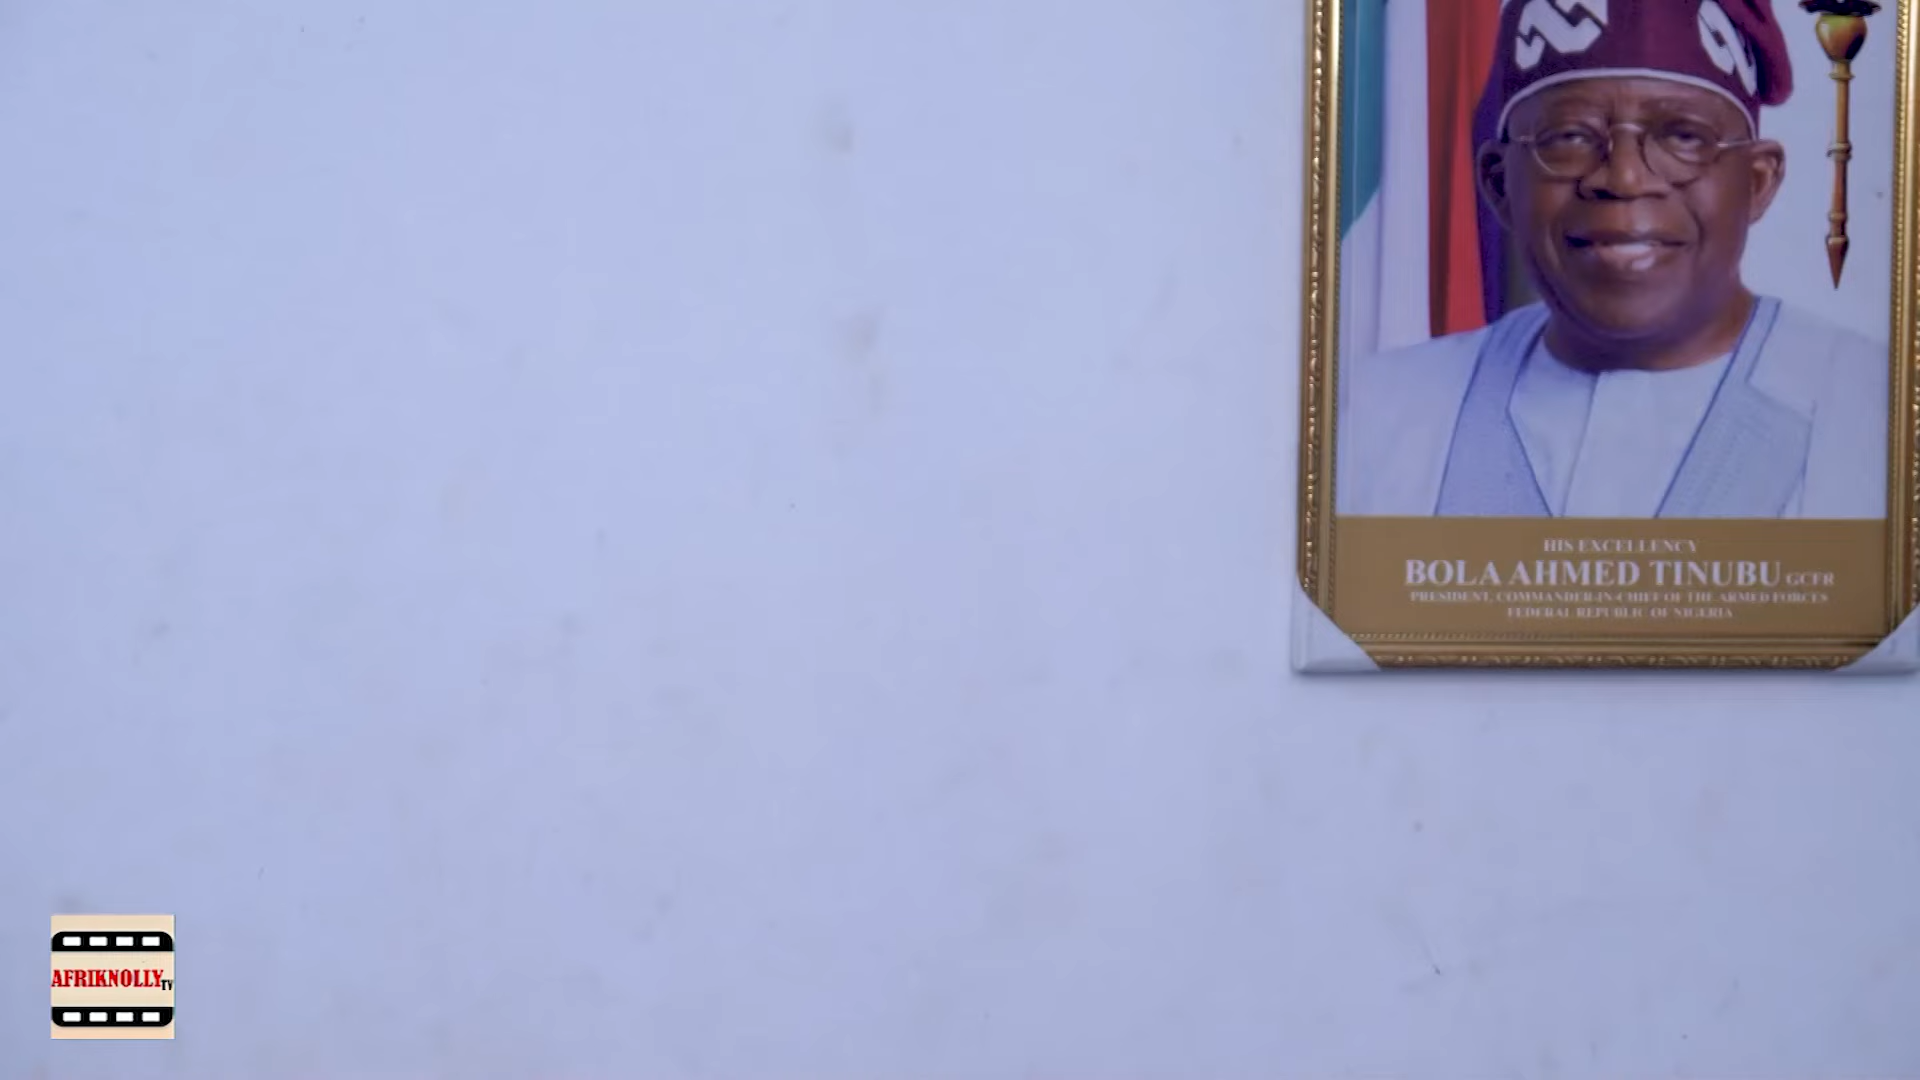 HIS EXCELLENCY
BOLA AHMED TINUBU GCFR
PRESIDENT, COMMANDER-IN-CHIEF OF THE ARMED FORCES
FEDERAL REPUBLIC OF NIGERIA
AFRIKNOLLY TV